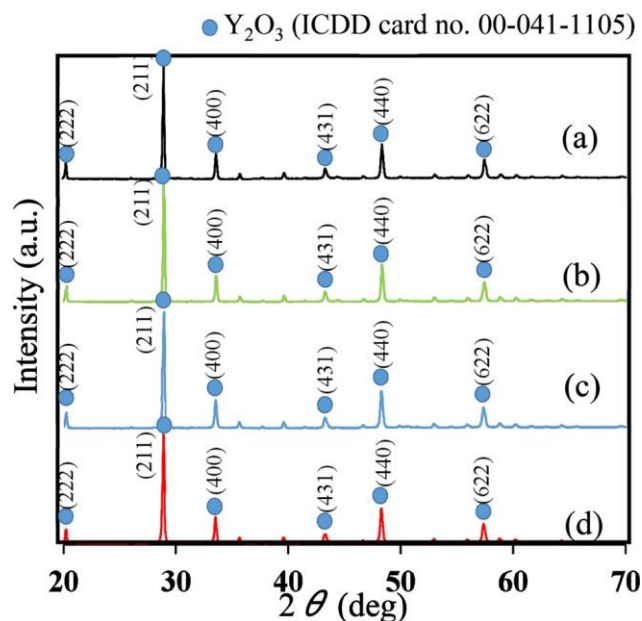 Y₂O₃ (ICDD card no. 00-041-1105)
Intensity (a.u.)
(222) (211) (400) (431) (440) (622) (a)
(222) (211) (400) (431) (440) (622) (b)
(222) (211) (400) (431) (440) (622) (c)
(222) (211) (400) (431) (440) (622) (d)
20 30 40 50 60 70
2 θ (deg)